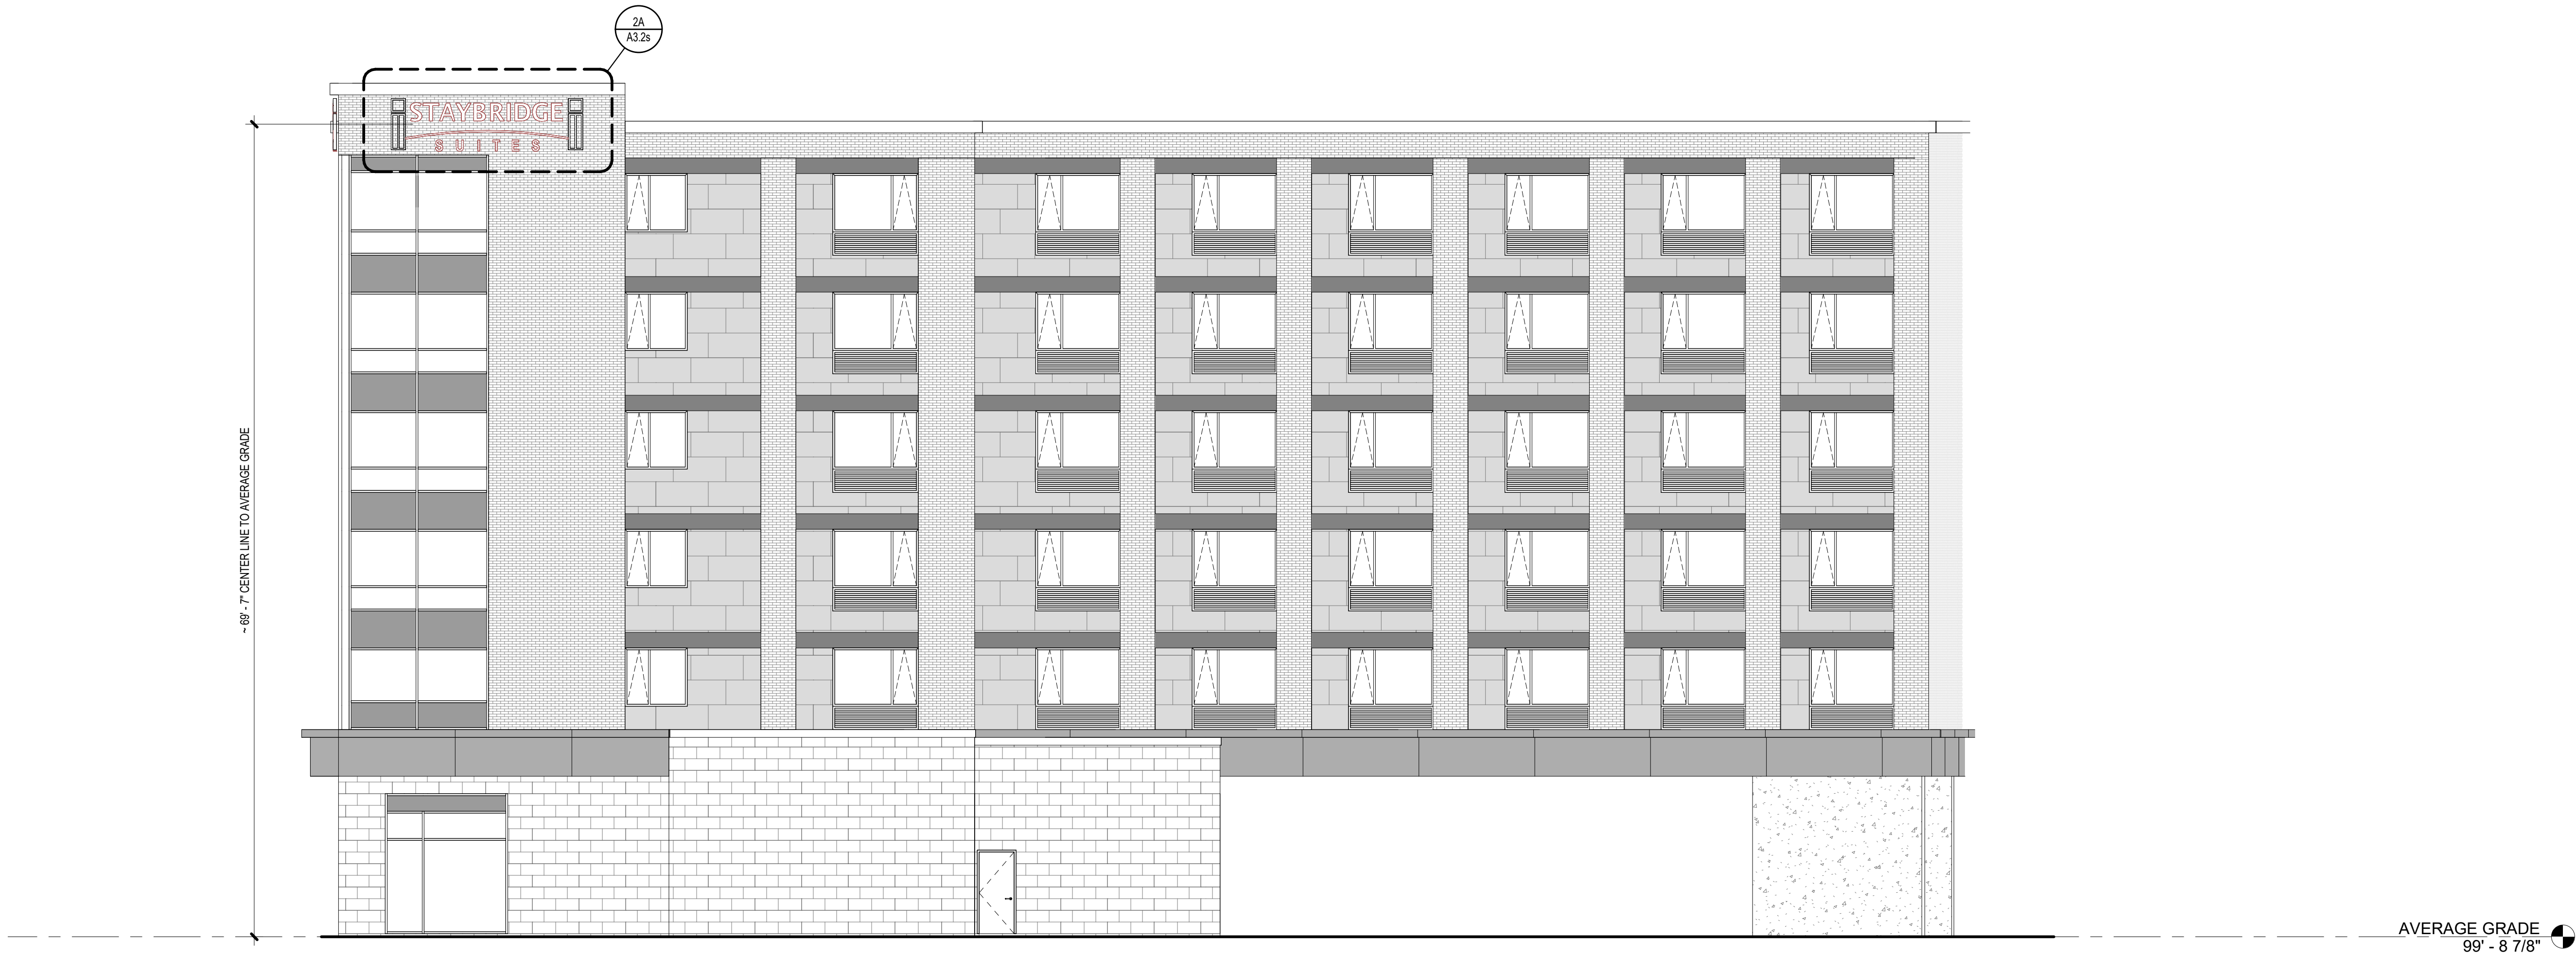 2A
A3.2s
STAYBRIDGE
SUITES
~ 69' - 7" CENTER LINE TO AVERAGE GRADE
AVERAGE GRADE
99' - 8 7/8"